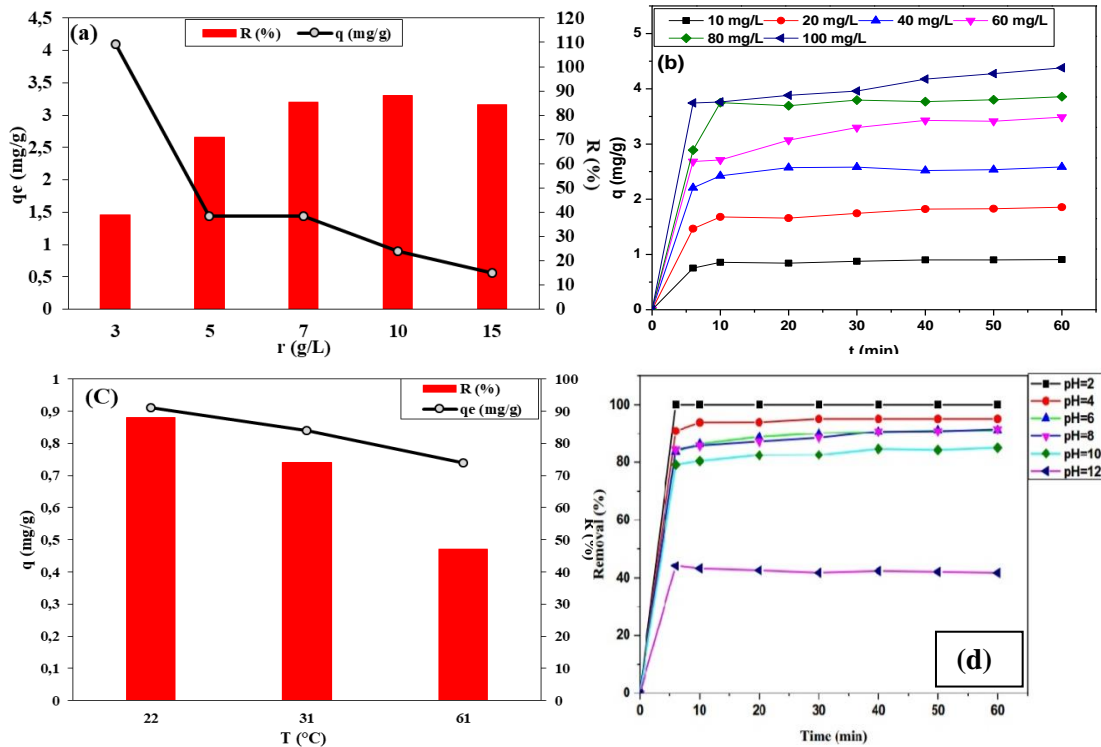 (a)
R (%) q (mg/g)
4,5
4
3,5
3
2,5
2
1,5
1
0,5
0
qe (mg/g)
120
110
100
90
80
70
60
50
40
30
20
10
0
R (%)
3 5 7 10 15
r (g/L)
10 mg/L 20 mg/L 40 mg/L 60 mg/L
80 mg/L 100 mg/L
(b)
5
4
3
2
1
0
q (mg/g)
0 10 20 30 40 50 60
t (min)
(C)
R (%)
qe (mg/g)
1
0,9
0,8
0,7
0,6
0,5
0,4
0,3
0,2
0,1
0
q (mg/g)
100
90
80
70
60
50
40
30
20
10
0
R (%)
22 31 61
T (°C)
pH=2
pH=4
pH=6
pH=8
pH=10
pH=12
100
80
60
40
20
0
Removal (%)
(d)
0 10 20 30 40 50 60
Time (min)